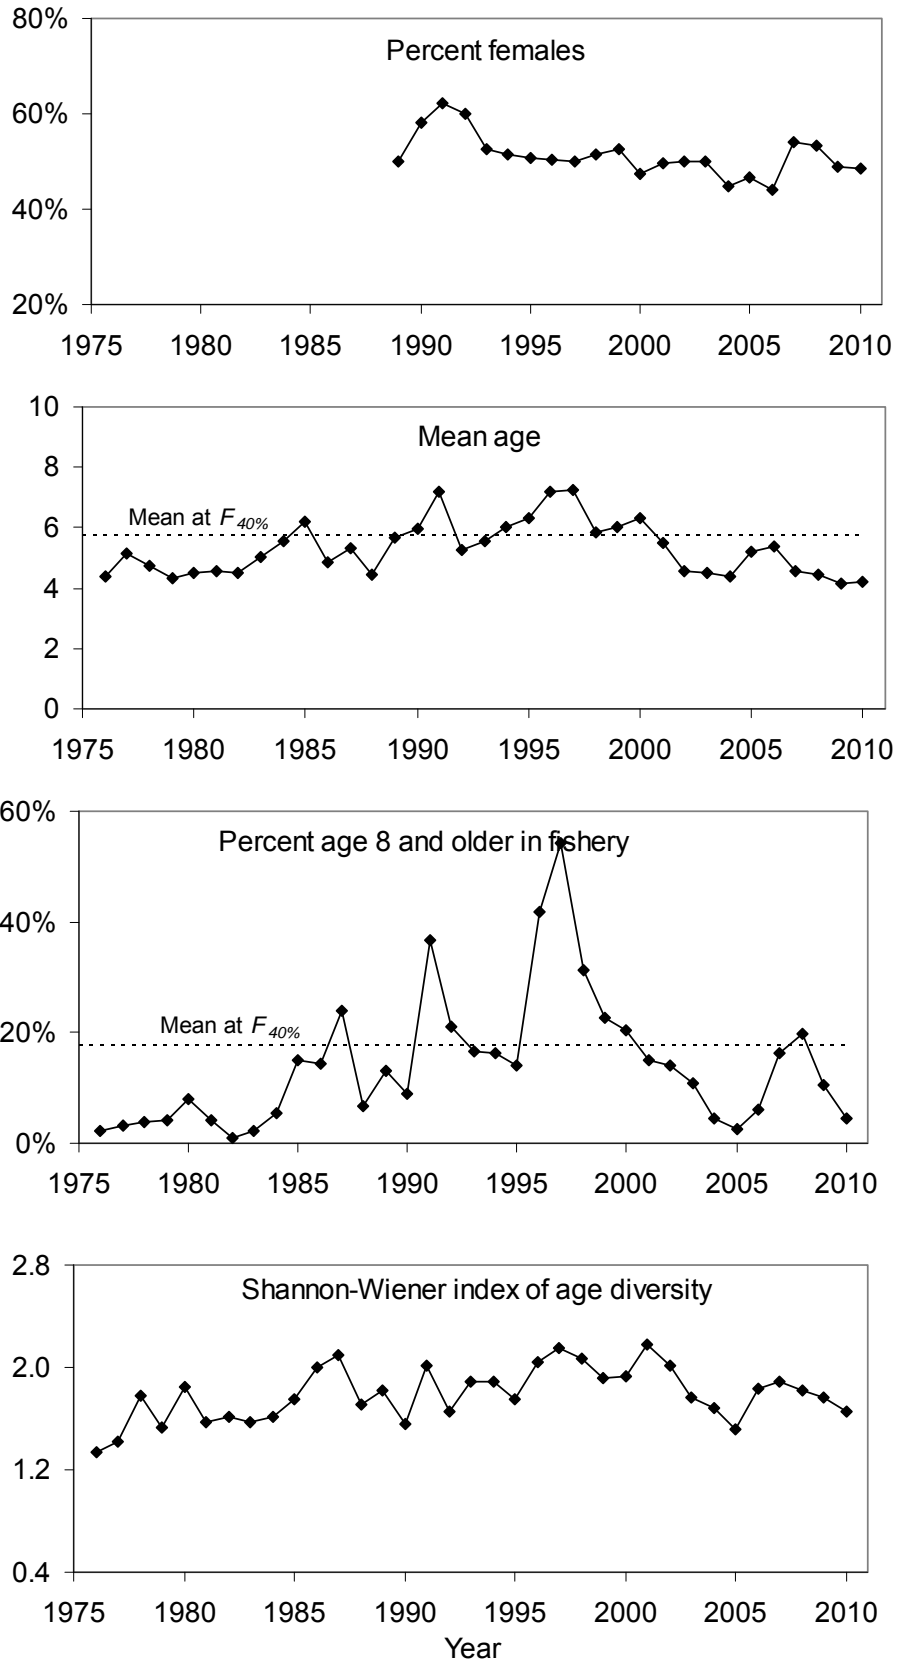 80%
Percent females
60%
40%
20%
1975 1980 1985 1990 1995 2000 2005 2010
10
Mean age
8
6
Mean at F40%
4
2
0
1975 1980 1985 1990 1995 2000 2005 2010
60%
Percent age 8 and older in fishery
40%
Mean at F40%
20%
0%
1975 1980 1985 1990 1995 2000 2005 2010
2.8
Shannon-Wiener index of age diversity
2.0
1.2
0.4
1975 1980 1985 1990 1995 2000 2005 2010
Year